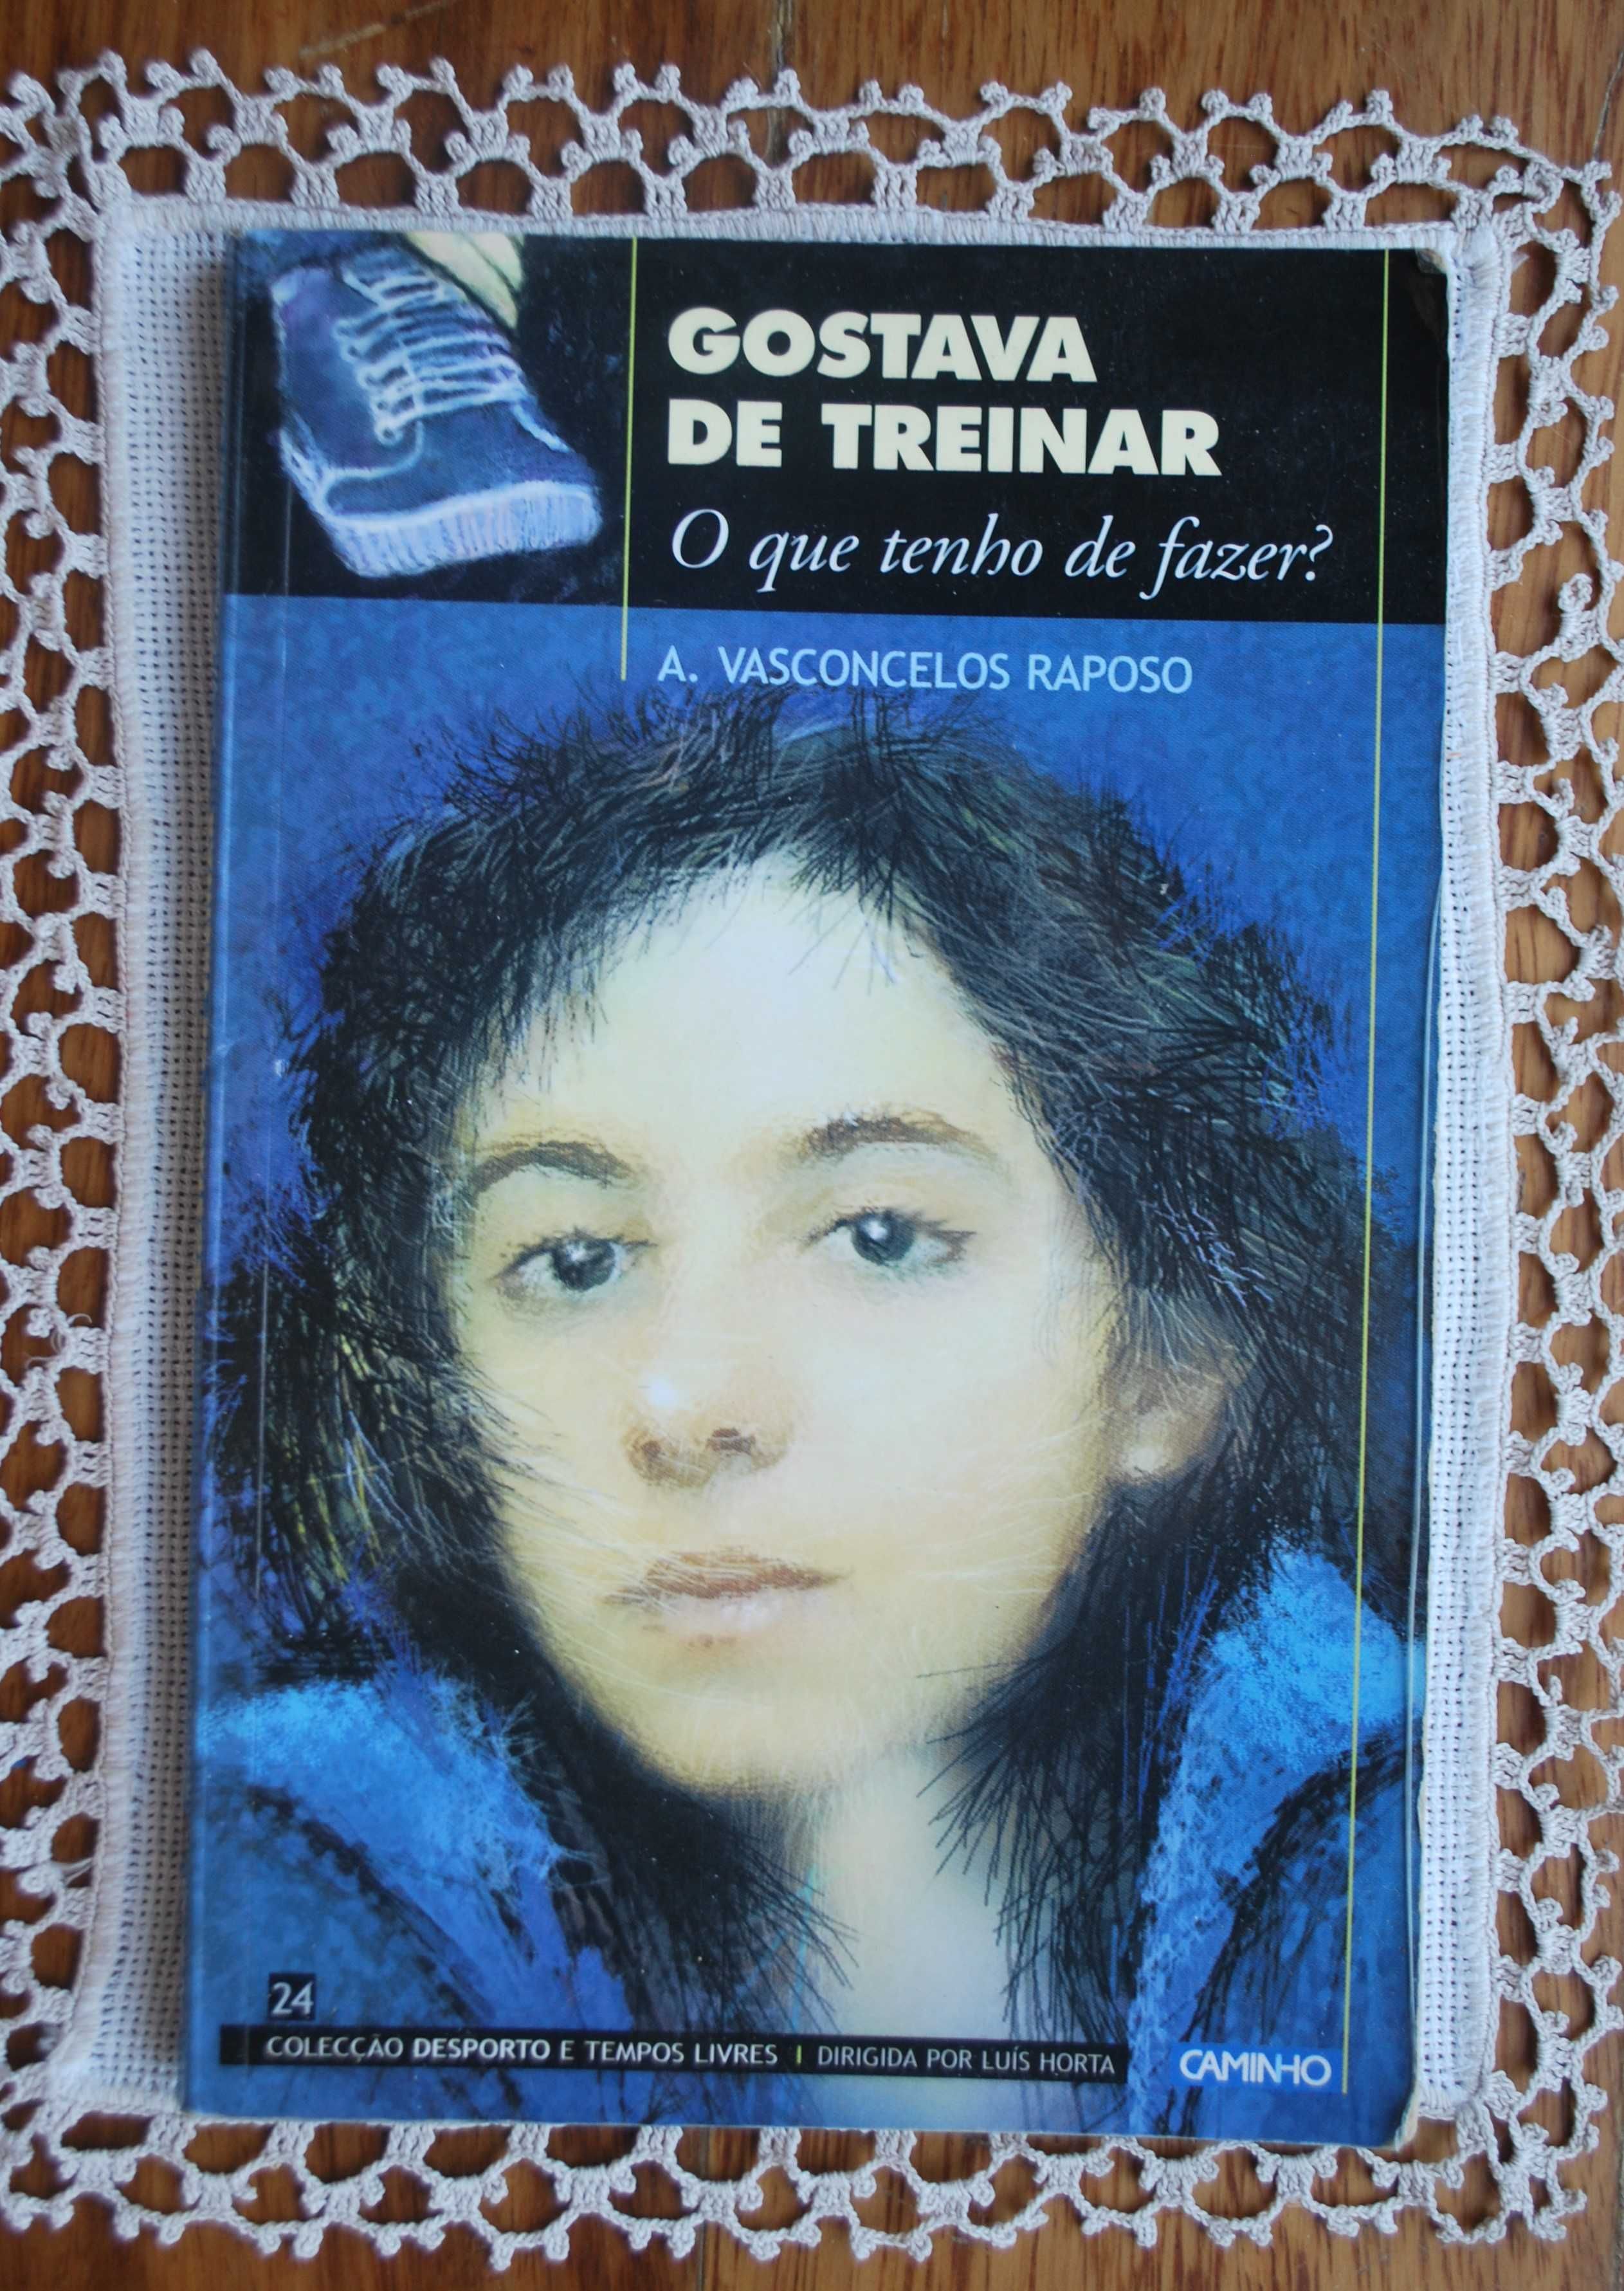 GOSTAVA
DE TREINAR
O que tenho de fazer?
A. VASCONCELOS RAPOSO
24
COLECÇÃO DESPORTO E TEMPOS LIVRES | DIRIGIDA POR LUÍS HORTA
CAMINHO